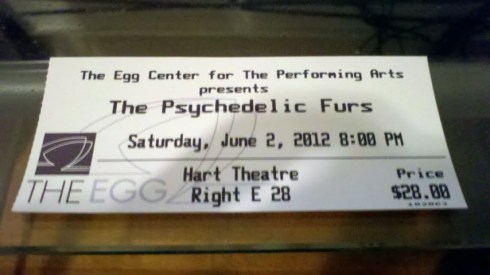 The Egg Center for The Performing Arts
presents
The Psychedelic Furs
Saturday, June 2, 2012 8:00 PM
Hart Theatre
Right E 28
Price
$28.00
THE EGG